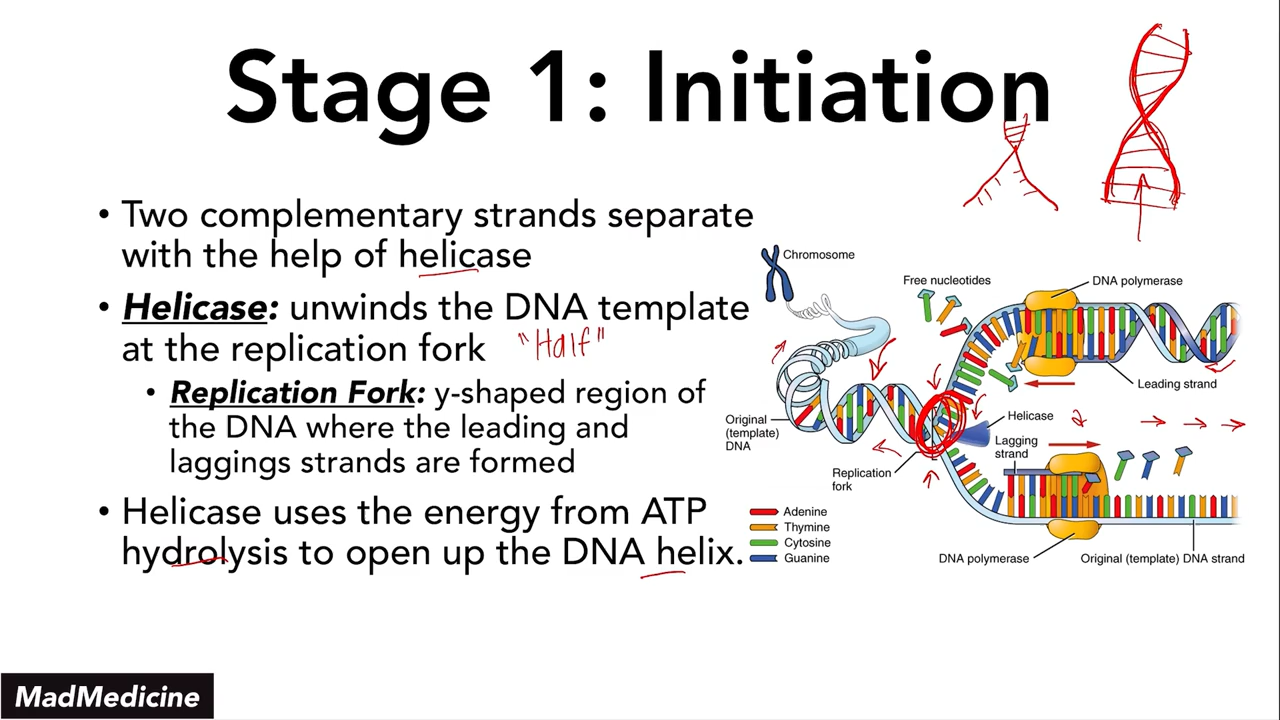 Stage 1: Initiation
• Two complementary strands separate
with the help of helicase
• Helicase: unwinds the DNA template
at the replication fork "Half"
• Replication Fork: y-shaped region of
the DNA where the leading and
laggings strands are formed
• Helicase uses the energy from ATP
hydrolysis to open up the DNA helix.
Chromosome
Free nucleotides
DNA polymerase
Leading strand
Original
(template)
DNA
Helicase
2
Lagging
strand
Replication
fork
Adenine
Thymine
Cytosine
Guanine
DNA polymerase
Original (template) DNA strand
MadMedicine